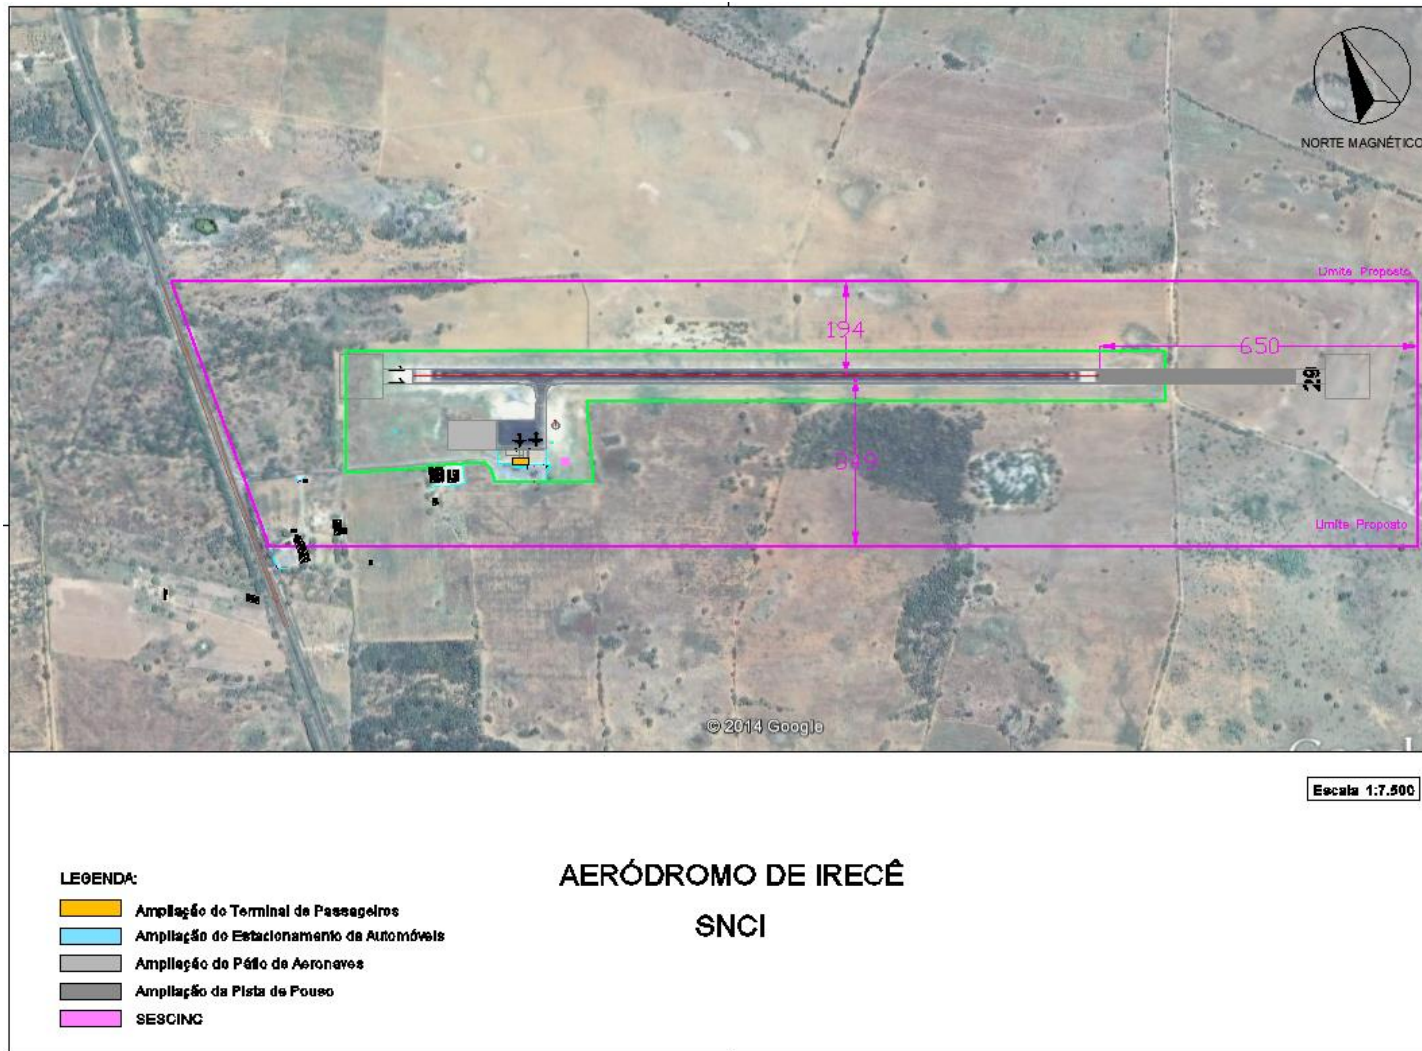 NORTE MAGNÉTICO
Limite Proposto
194
650
29
Limite Proposto
© 2014 Google
Escala 1:7.500
AERÓDROMO DE IRECÊ
SNCI
LEGENDA:
Ampliação do Terminal de Passageiros
Ampliação do Estacionamento de Automóveis
Ampliação do Pátio de Aeronaves
Ampliação da Pista de Pouso
SESCINC